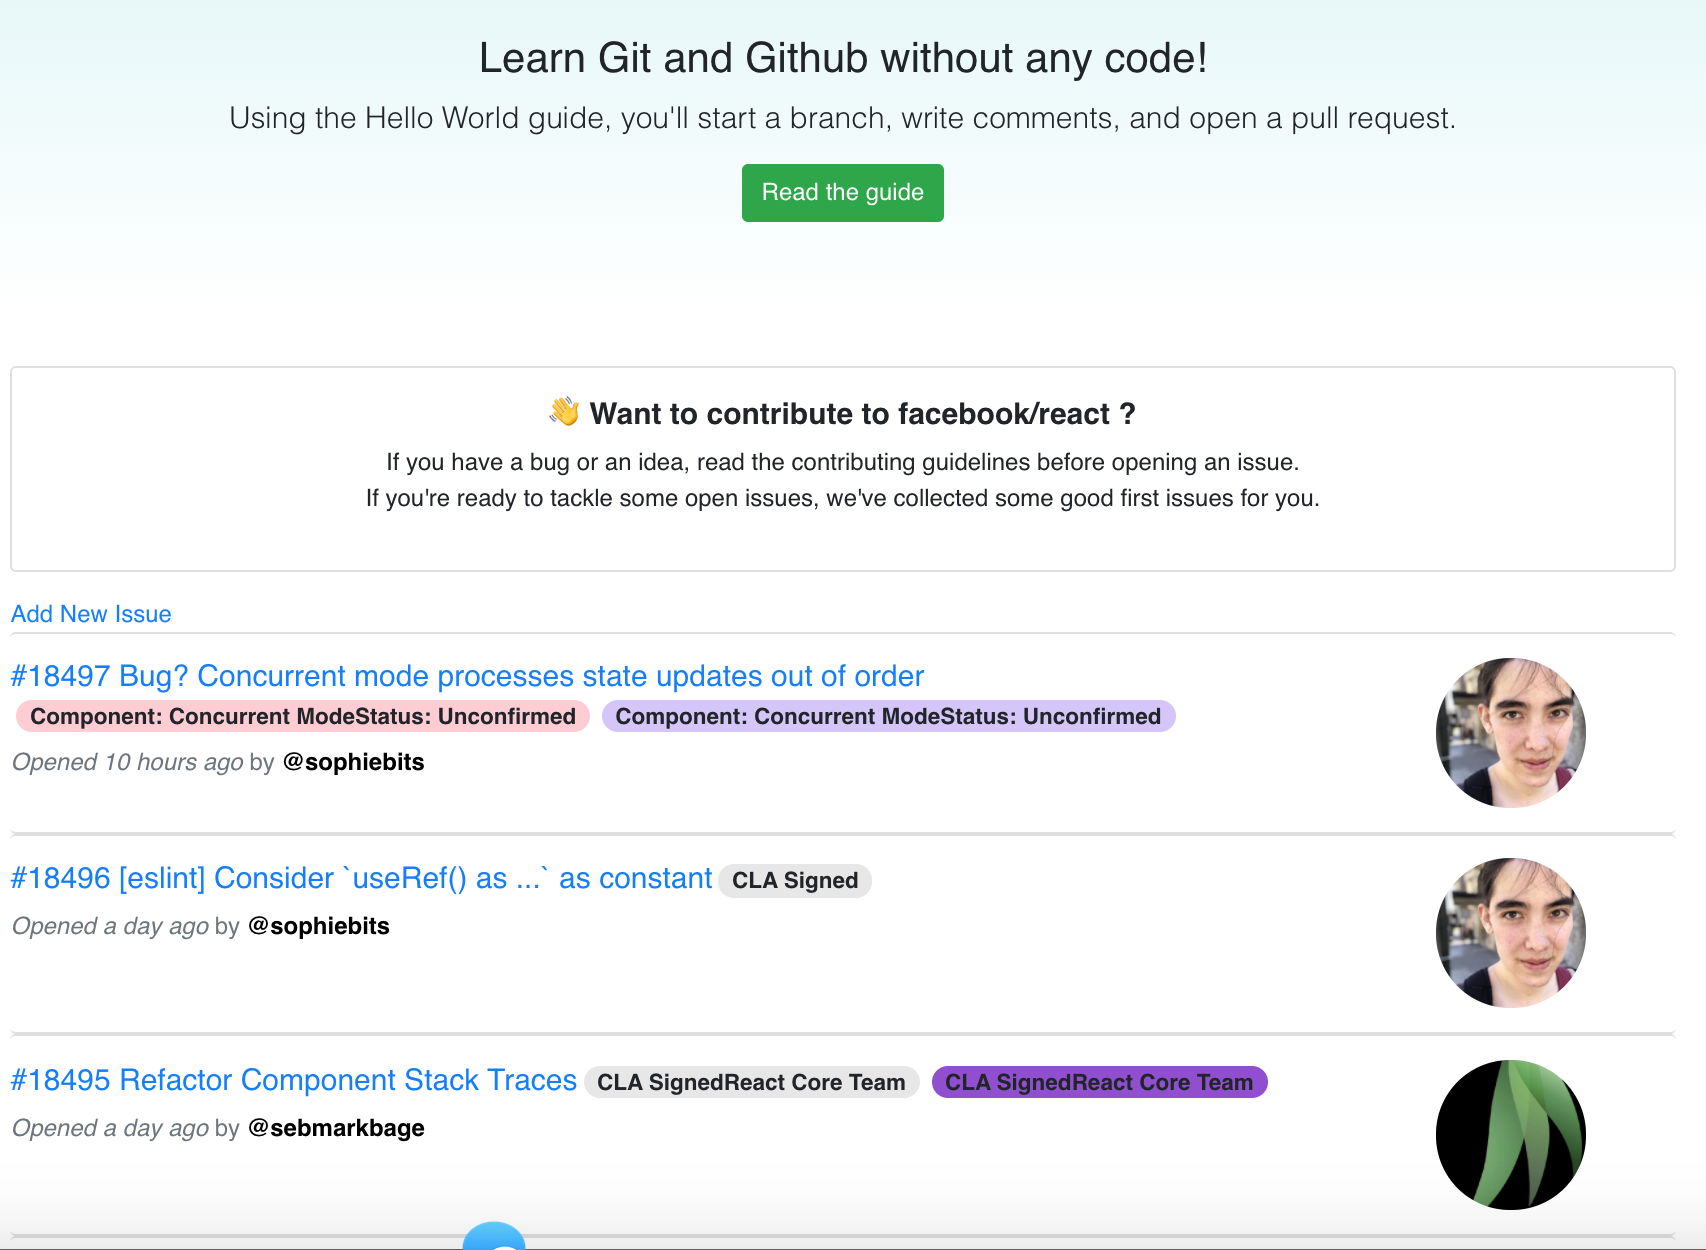 Learn Git and Github without any code!
Using the Hello World guide, you'll start a branch, write comments, and open a pull request.
Read the guide
👋 Want to contribute to facebook/react ?
If you have a bug or an idea, read the contributing guidelines before opening an issue.
If you're ready to tackle some open issues, we've collected some good first issues for you.
Add New Issue
#18497 Bug? Concurrent mode processes state updates out of order
Component: Concurrent ModeStatus: Unconfirmed Component: Concurrent ModeStatus: Unconfirmed
Opened 10 hours ago by @sophiebits
#18496 [eslint] Consider `useRef() as ...` as constant CLA Signed
Opened a day ago by @sophiebits
#18495 Refactor Component Stack Traces CLA SignedReact Core Team CLA SignedReact Core Team
Opened a day ago by @sebmarkbage